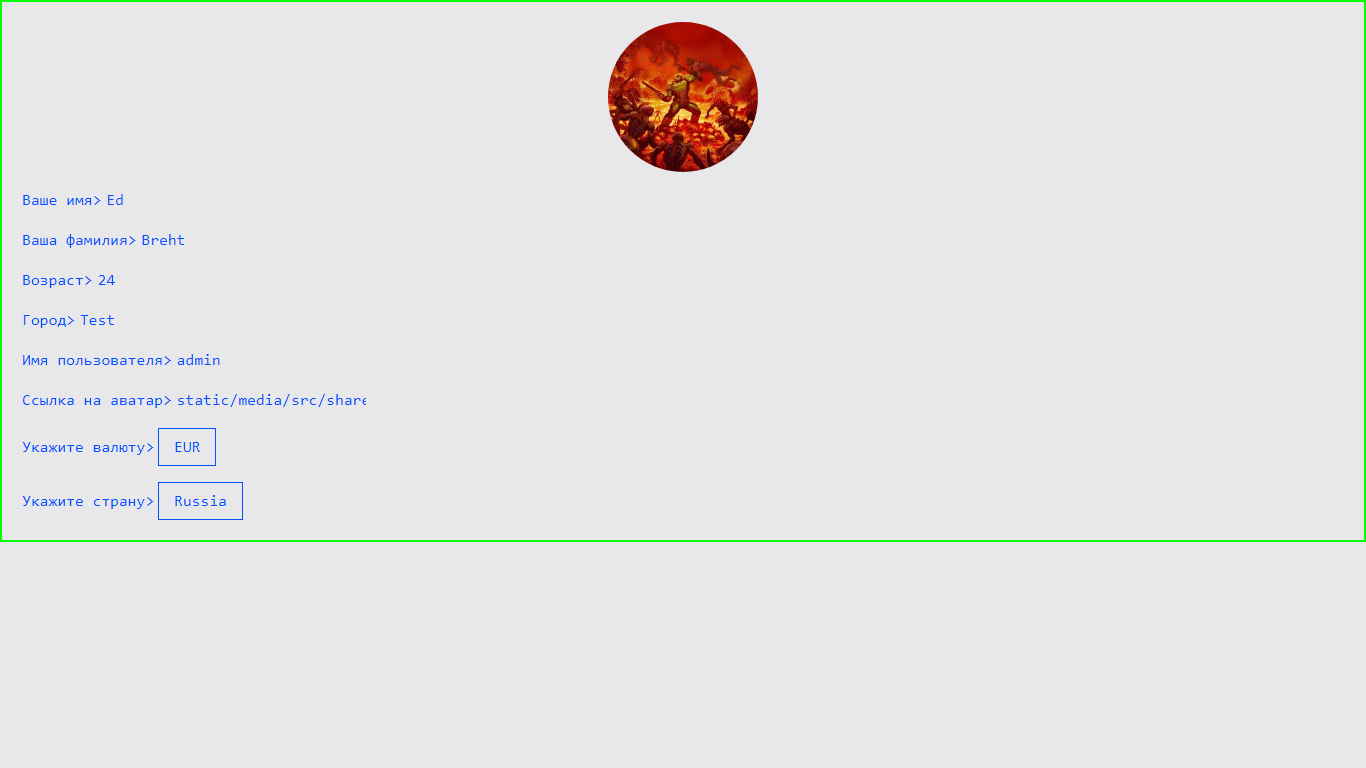 Ваше имя> Ed
Ваша фамилия> Breht
Возраст> 24
Город> Test
Имя пользователя> admin
Ссылка на аватар> static/media/src/share
Укажите валюту> EUR
Укажите страну> Russia